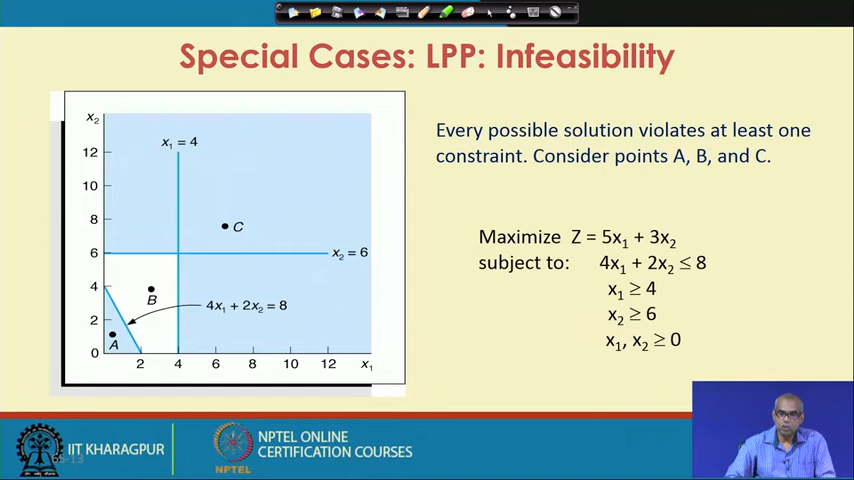 Special Cases: LPP: Infeasibility
x₂
12
10
8
6
4
2
0
2
4
6
8
10
12
x₁
x₁ = 4
C
x₂ = 6
B
4x₁ + 2x₂ = 8
A
Every possible solution violates at least one
constraint. Consider points A, B, and C.
Maximize Z = 5x₁ + 3x₂
subject to: 4x₁ + 2x₂ ≤ 8
x₁ ≥ 4
x₂ ≥ 6
x₁, x₂ ≥ 0
IIT KHARAGPUR
NPTEL
NPTEL ONLINE
CERTIFICATION COURSES